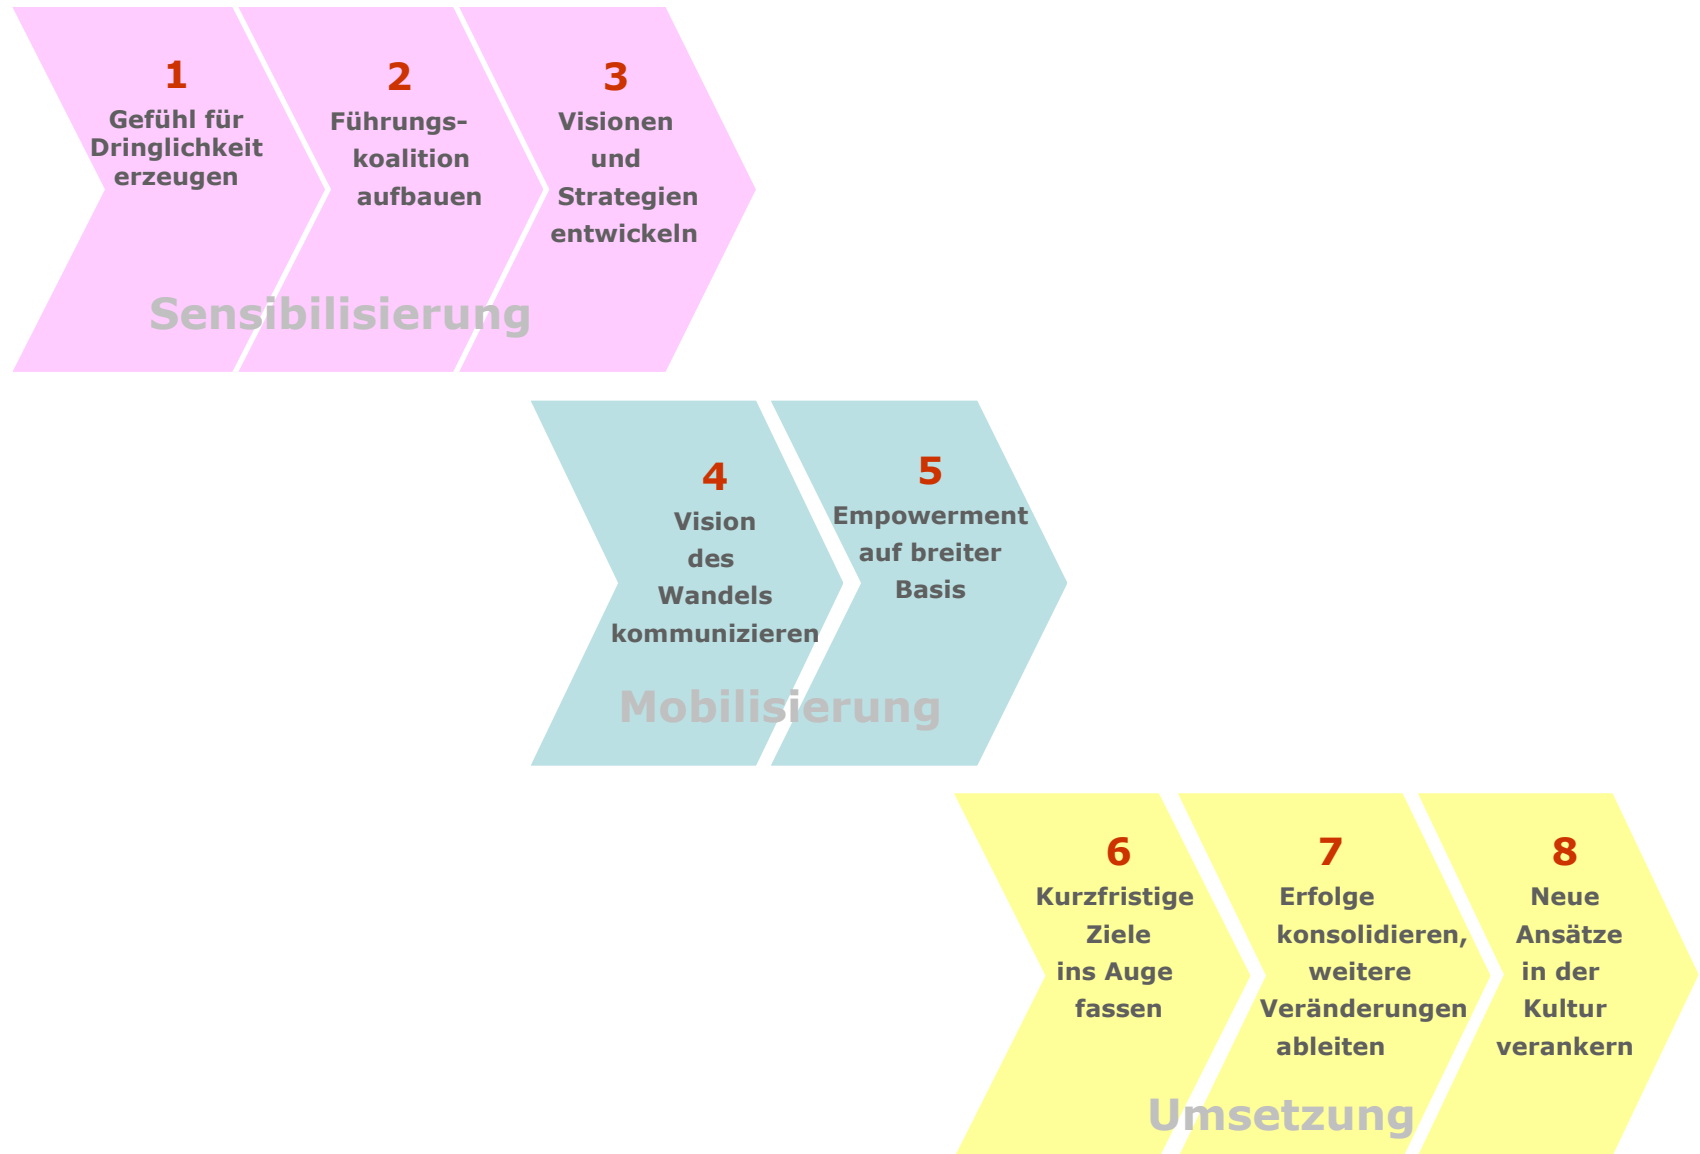 1
Gefühl für
Dringlichkeit
erzeugen
2
Führungs-
koalition
aufbauen
3
Visionen
und
Strategien
entwickeln
Sensibilisierung
4
Vision
des
Wandels
kommunizieren
5
Empowerment
auf breiter
Basis
Mobilisierung
6
Kurzfristige
Ziele
ins Auge
fassen
7
Erfolge
konsolidieren,
weitere
Veränderungen
ableiten
8
Neue
Ansätze
in der
Kultur
verankern
Umsetzung